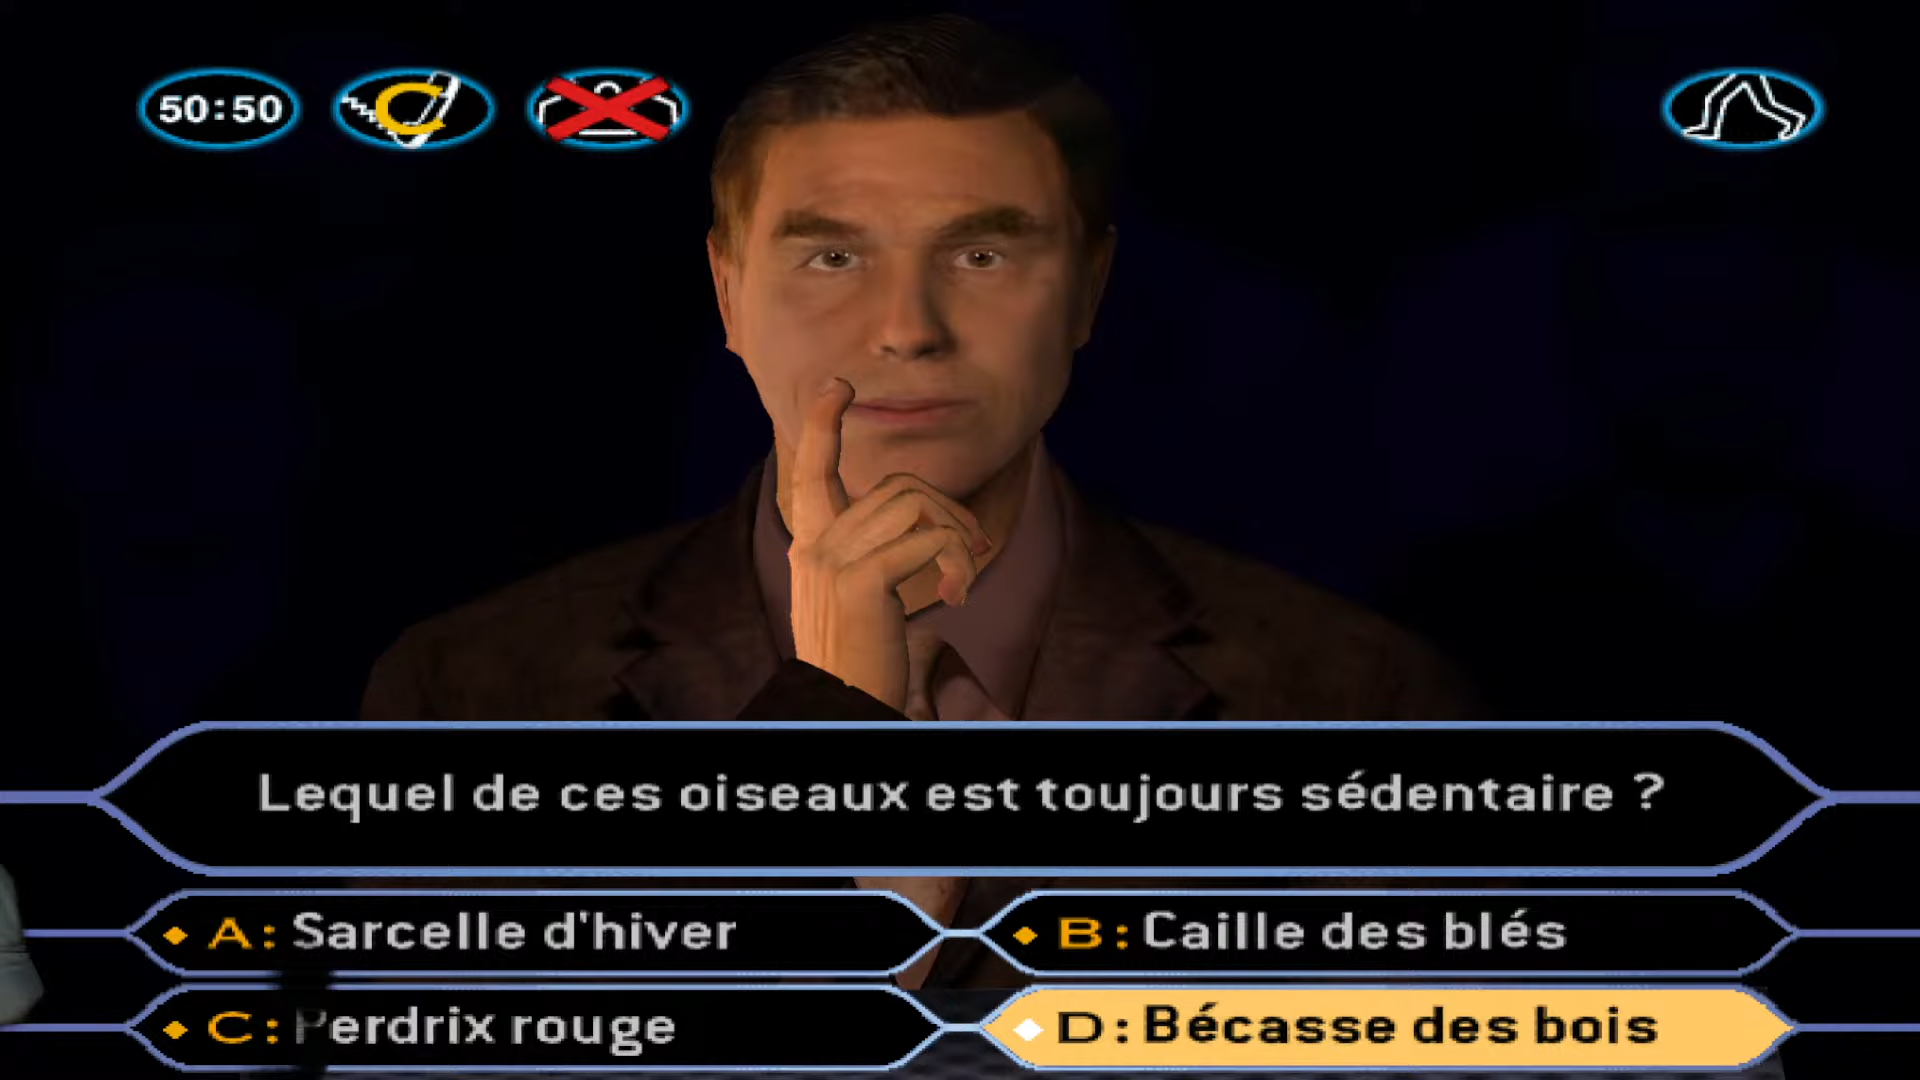 50:50
Lequel de ces oiseaux est toujours sédentaire ?
A: Sarcelle d'hiver
B: Caille des blés
C: Perdrix rouge
D: Bécasse des bois